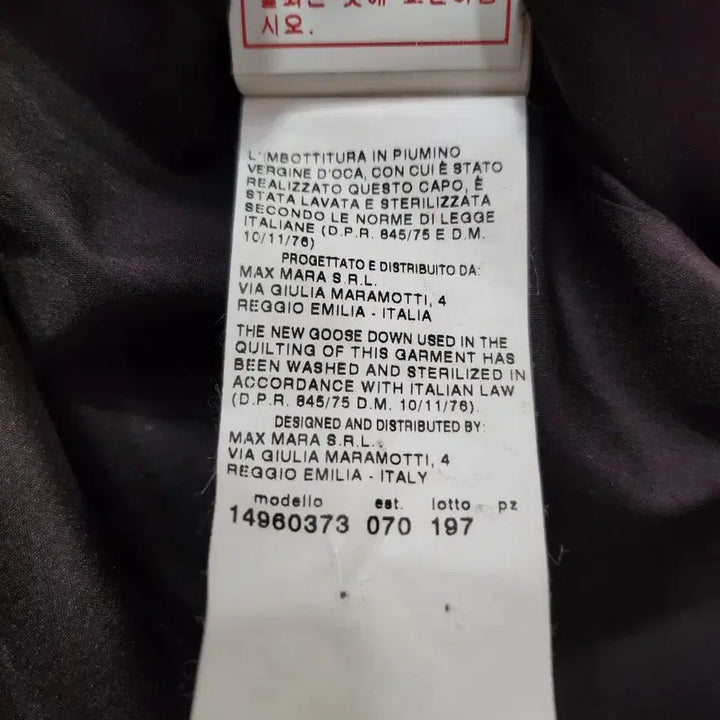 시오.
L'IMBOTTITURA IN PIUMINO
VERGINE D'OCA, CON CUI È STATO
REALIZZATO QUESTO CAPO, È
STATA LAVATA E STERILIZZATA
SECONDO LE NORME DI LEGGE
ITALIANE (D.P.R. 845/75 E D.M.
10/11/76)
PROGETTATO E DISTRIBUITO DA:
MAX MARA S.R.L.
VIA GIULIA MARAMOTTI, 4
REGGIO EMILIA - ITALIA
THE NEW GOOSE DOWN USED IN THE
QUILTING OF THIS GARMENT HAS
BEEN WASHED AND STERILIZED IN
ACCORDANCE WITH ITALIAN LAW
(D.P.R. 845/75 D.M. 10/11/76).
DESIGNED AND DISTRIBUTED BY:
MAX MARA S.R.L.
VIA GIULIA MARAMOTTI, 4
REGGIO EMILIA - ITALY
modello est. lotto pz
14960373 070 197